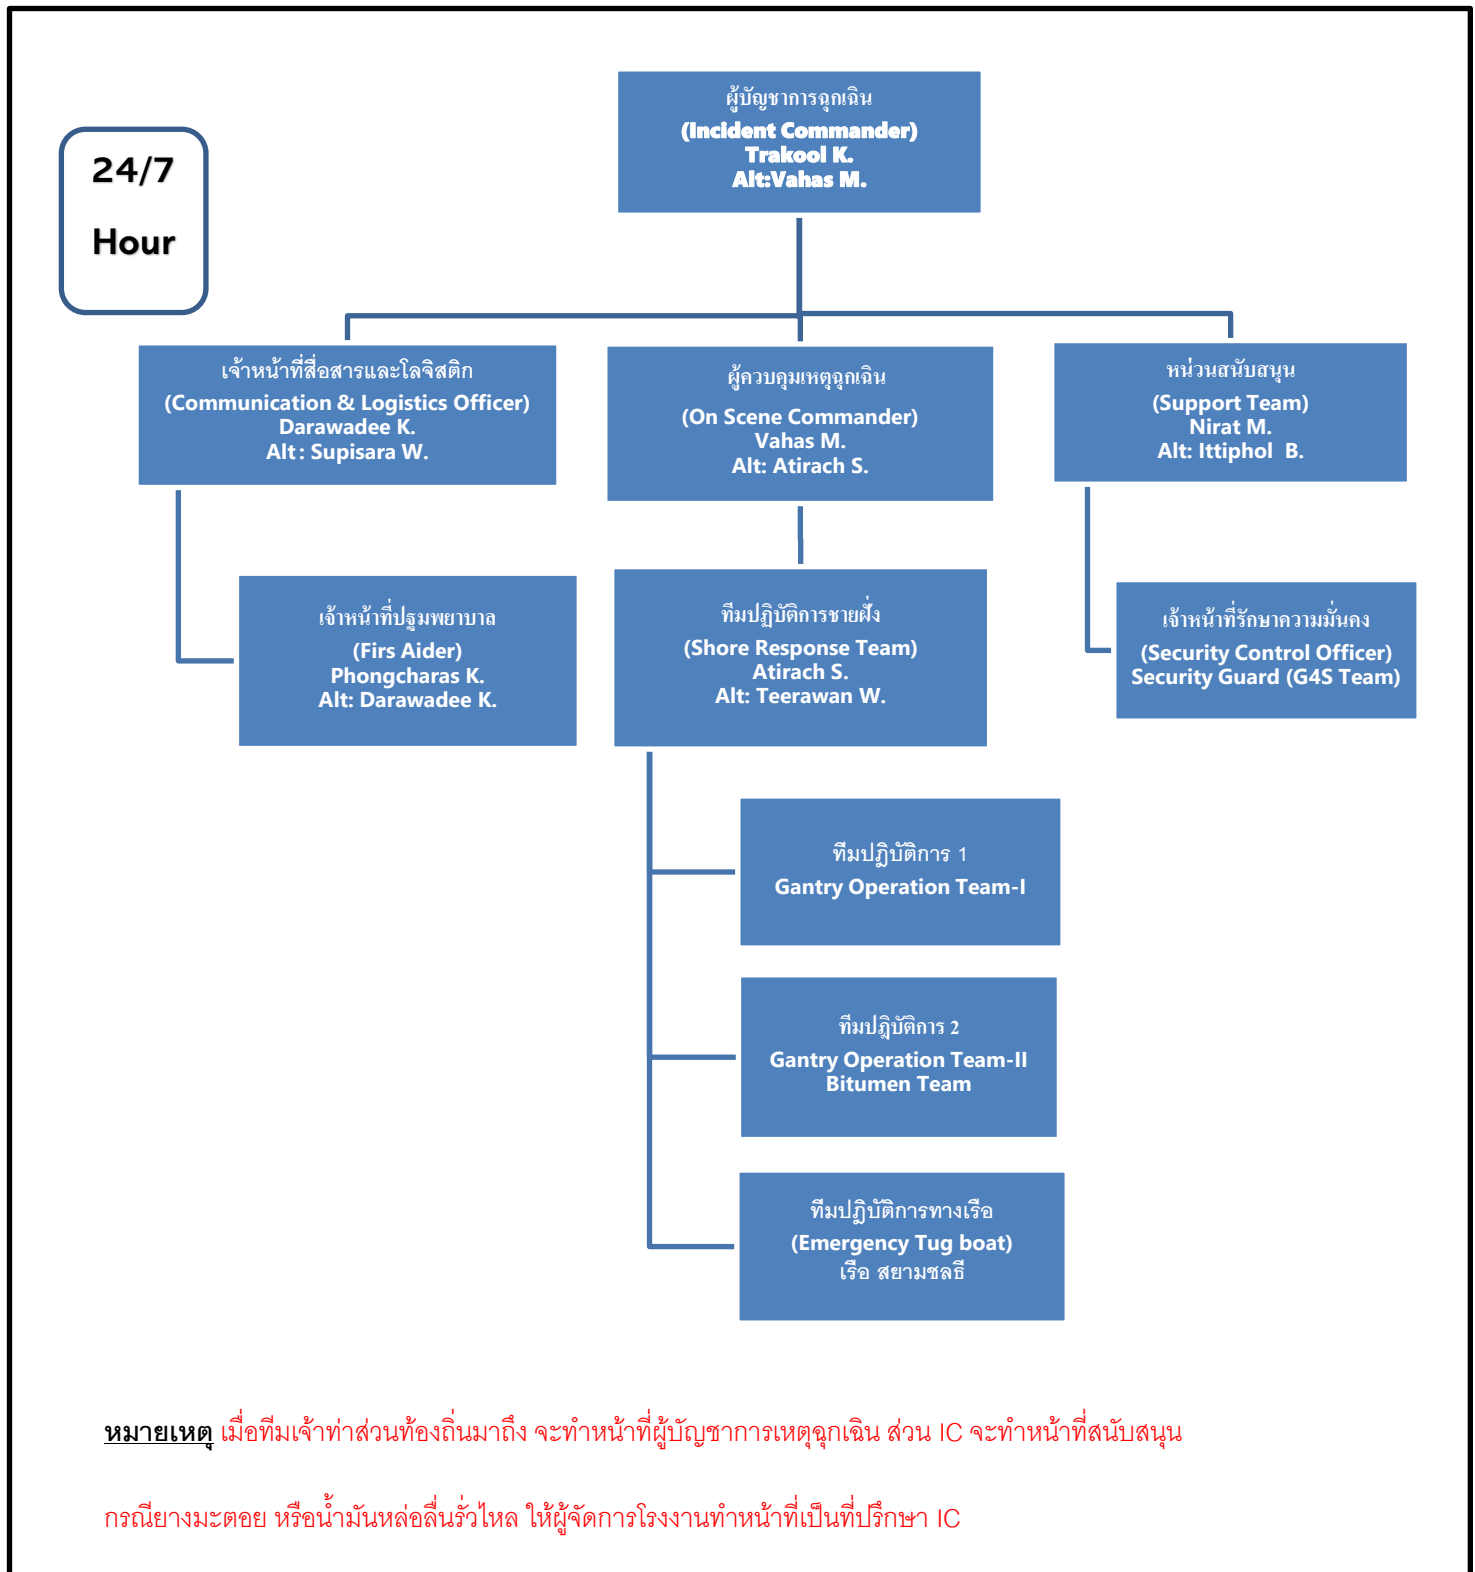 24/7
Hour
ผู้บัญชาการฉุกเฉิน
(Incident Commander)
Trakool K.
Alt:Vahas M.
เจ้าหน้าที่สื่อสารและโลจิสติก
(Communication & Logistics Officer)
Darawadee K.
Alt : Supisara W.
ผู้ควบคุมเหตุฉุกเฉิน
(On Scene Commander)
Vahas M.
Alt: Atirach S.
หน่วนสนับสนุน
(Support Team)
Nirat M.
Alt: Ittiphol  B.
เจ้าหน้าที่ปฐมพยาบาล
(Firs Aider)
Phongcharas K.
Alt: Darawadee K.
ทีมปฏิบัติการชายฝั่ง
(Shore Response Team)
Atirach S.
Alt: Teerawan W.
เจ้าหน้าที่รักษาความมั่นคง
(Security Control Officer)
Security Guard (G4S Team)
ทีมปฎิบัติการ 1
Gantry Operation Team-I
ทีมปฎิบัติการ 2
Gantry Operation Team-II
Bitumen Team
ทีมปฎิบัติการทางเรือ
(Emergency Tug boat)
เรือ สยามชลธี
หมายเหตุ เมื่อทีมเจ้าท่าส่วนท้องถิ่นมาถึง จะทำหน้าที่ผู้บัญชาการเหตุฉุกเฉิน ส่วน IC จะทำหน้าที่สนับสนุน
กรณียางมะตอย หรือน้ำมันหล่อลื่นรั่วไหล ให้ผู้จัดการโรงงานทำหน้าที่เป็นที่ปรึกษา IC